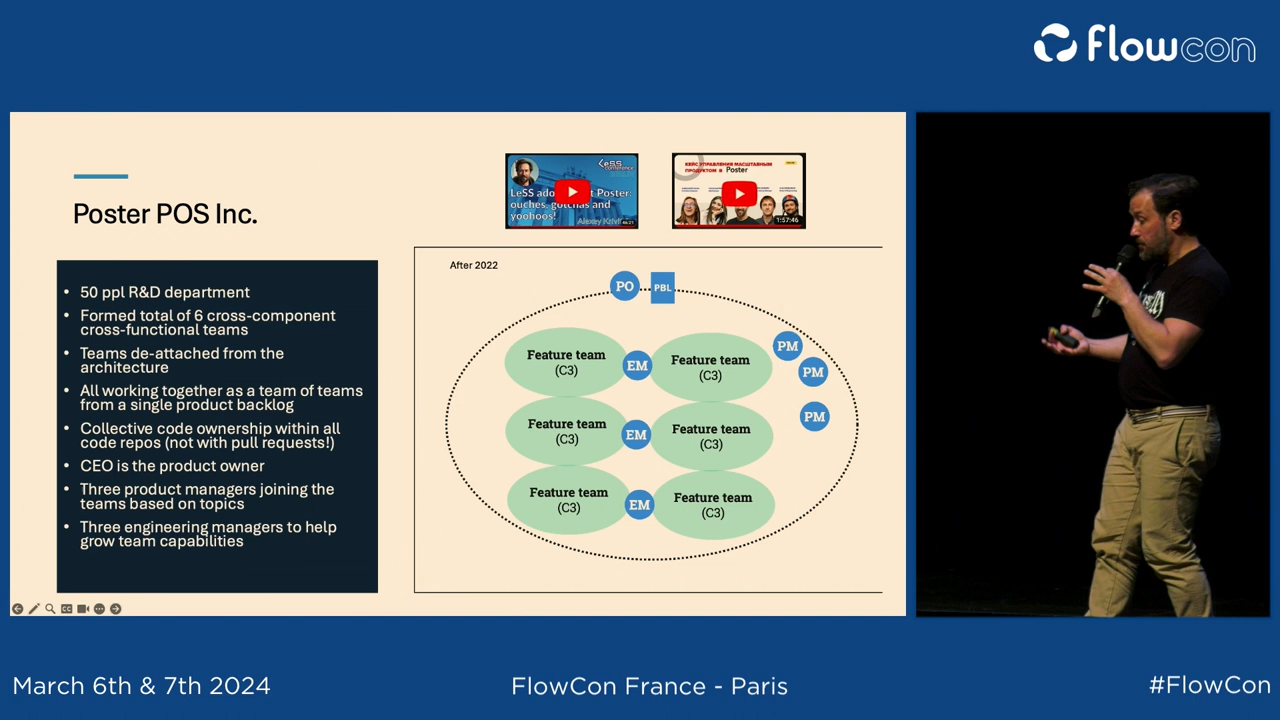 flowcon
Poster POS Inc.
LeSS
conference
LeSS ado
t Poster:
ouches, gotchas and
yoohoos!
КЕЙС УПРАВЛЕНИЯ МАСШТАБНЫМ
ПРОДУКТОМ В Poster
1:57:46
50 ppl R&D department
Formed total of 6 cross-component
cross-functional teams
Teams de-attached from the
architecture
All working together as a team of teams
from a single product backlog
Collective code ownership within all
code repos (not with pull requests!)
CEO is the product owner
Three product managers joining the
teams based on topics
Three engineering managers to help
grow team capabilities
After 2022
PO
PBL
Feature team
(C3)
EM
Feature team
(C3)
PM
PM
PM
Feature team
(C3)
EM
Feature team
(C3)
Feature team
(C3)
EM
Feature team
(C3)
March 6th & 7th 2024
FlowCon France - Paris
#FlowCon